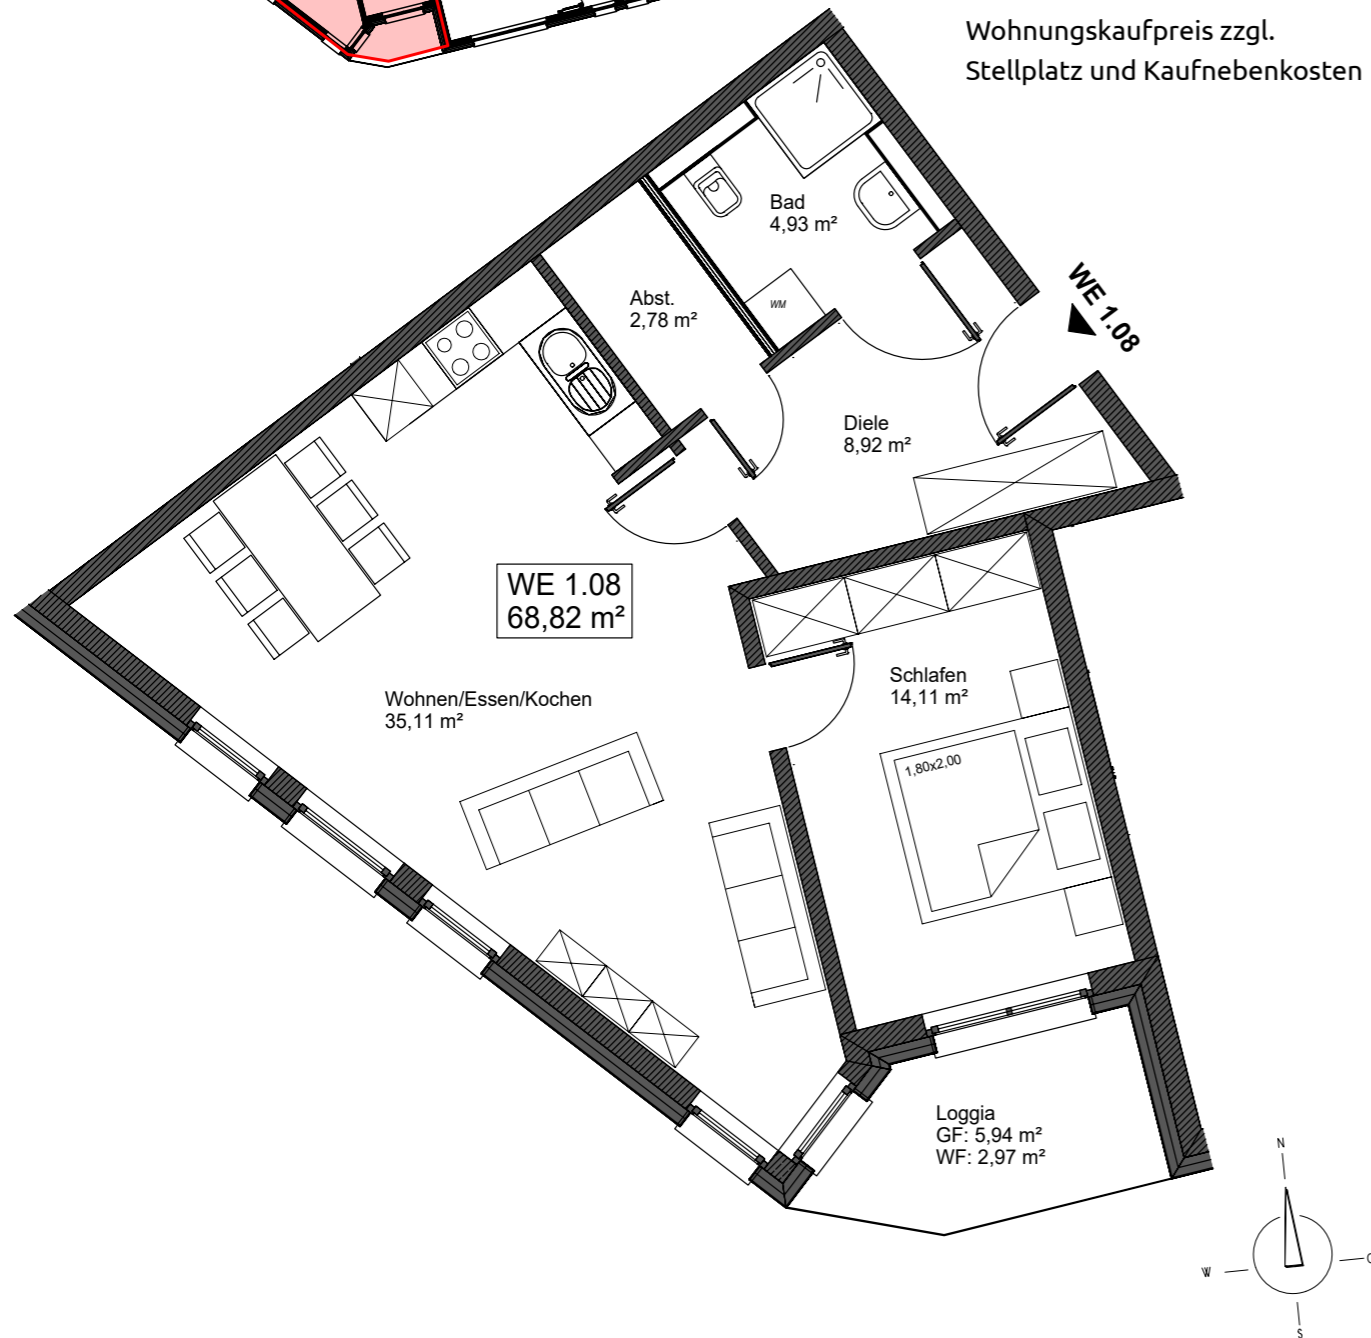 Wohnungskaufpreis zzgl.
Stellplatz und Kaufnebenkosten
Bad
4,93 m²
WE 1.08
Abst.
2,78 m²
WM
Diele
8,92 m²
WE 1.08
68,82 m²
Schlafen
14,11 m²
Wohnen/Essen/Kochen
35,11 m²
1,80x2,00
Loggia
GF: 5,94 m²
WF: 2,97 m²
N
W
O
S